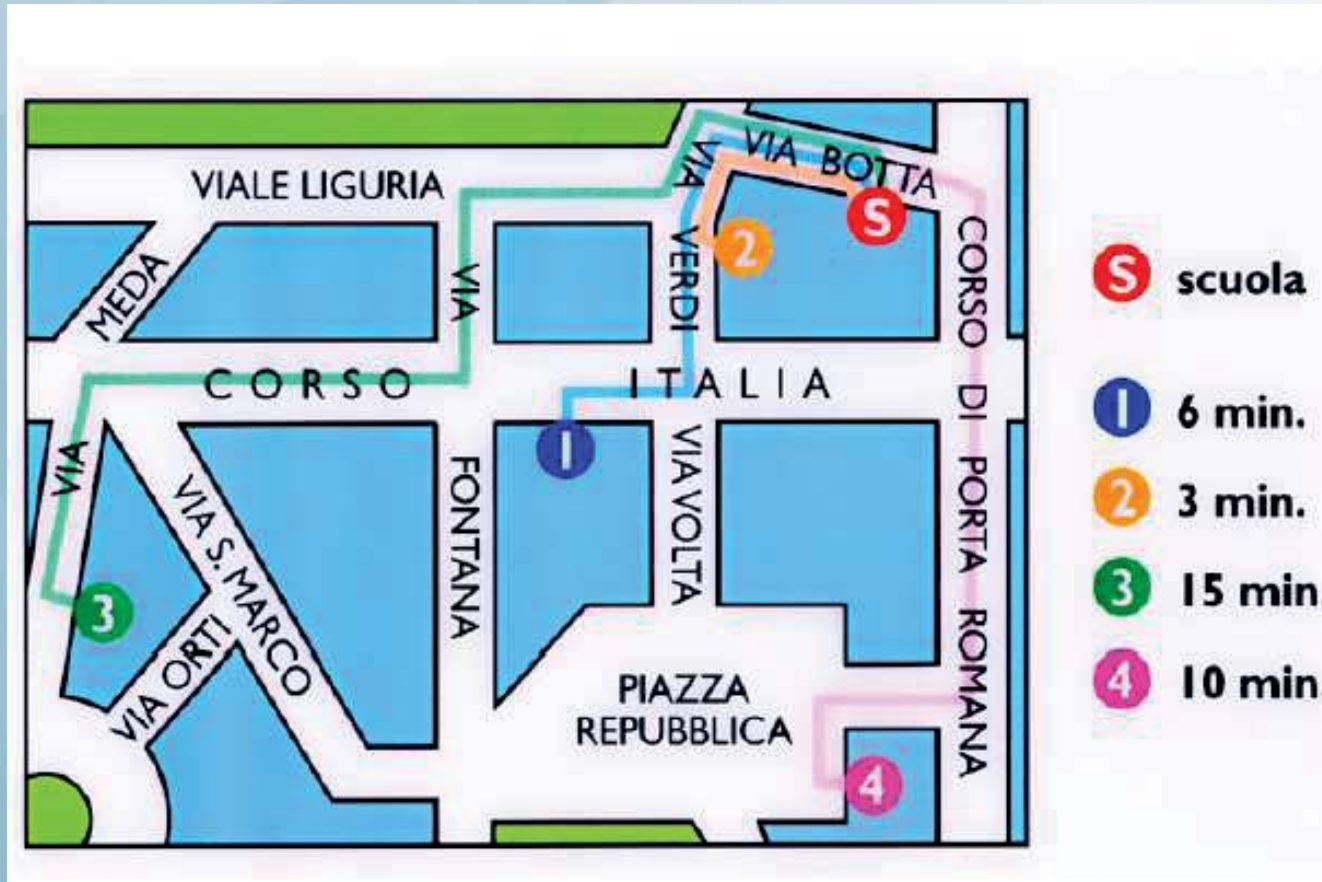 VIA BOTTA
VIALE LIGURIA
VIA VERDI
S
2
MEDA
VIA
CORSO ITALIA
CORSO DI PORTA ROMANA
1
VIA
VIA S. MARCO
FONTANA
VIA VOLTA
3
VIA ORTI
PIAZZA
REPUBBLICA
4
S scuola
1 6 min.
2 3 min.
3 15 min.
4 10 min.